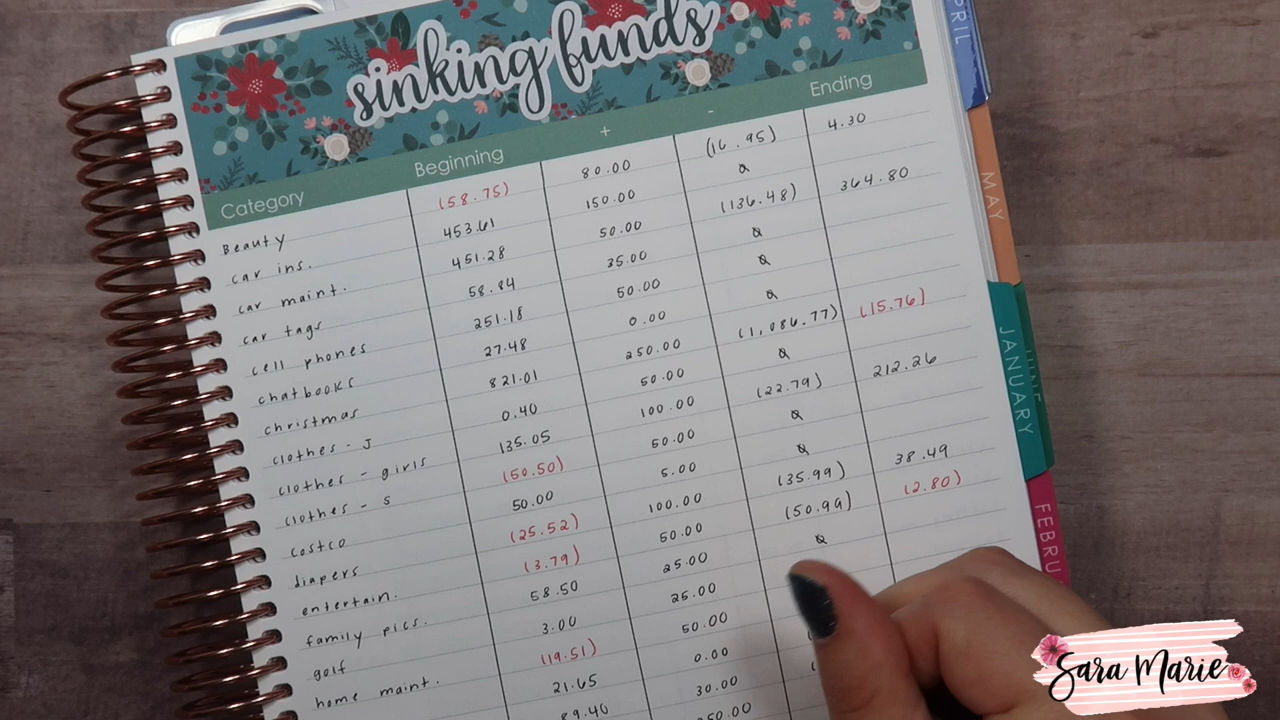 sinking funds
Category Beginning + - Ending
Beauty (58.75) 80.00 (16.95) 4.30
car ins. 453.61 150.00 Ø
car maint. 451.28 50.00 (136.48) 364.80
car tags 58.84 35.00 Ø
cell phones 251.18 50.00 Ø
chatbooks 27.48 0.00 Ø
christmas 821.01 250.00 (1,086.77) (15.76)
clothes - J 0.40 50.00 Ø
clothes - girls 135.05 100.00 (22.79) 212.26
clothes - s (50.50) 50.00 Ø
costco 50.00 5.00 Ø
diapers (25.52) 100.00 (35.99) 38.49
entertain. (3.79) 50.00 (50.99) (2.80)
family pics. 58.50 25.00 Ø
golf 3.00 25.00
home maint. (19.51) 50.00
21.65 0.00
89.40 30.00
APRIL
MAY
JUNE
JANUARY
FEBRU
Sara Marie